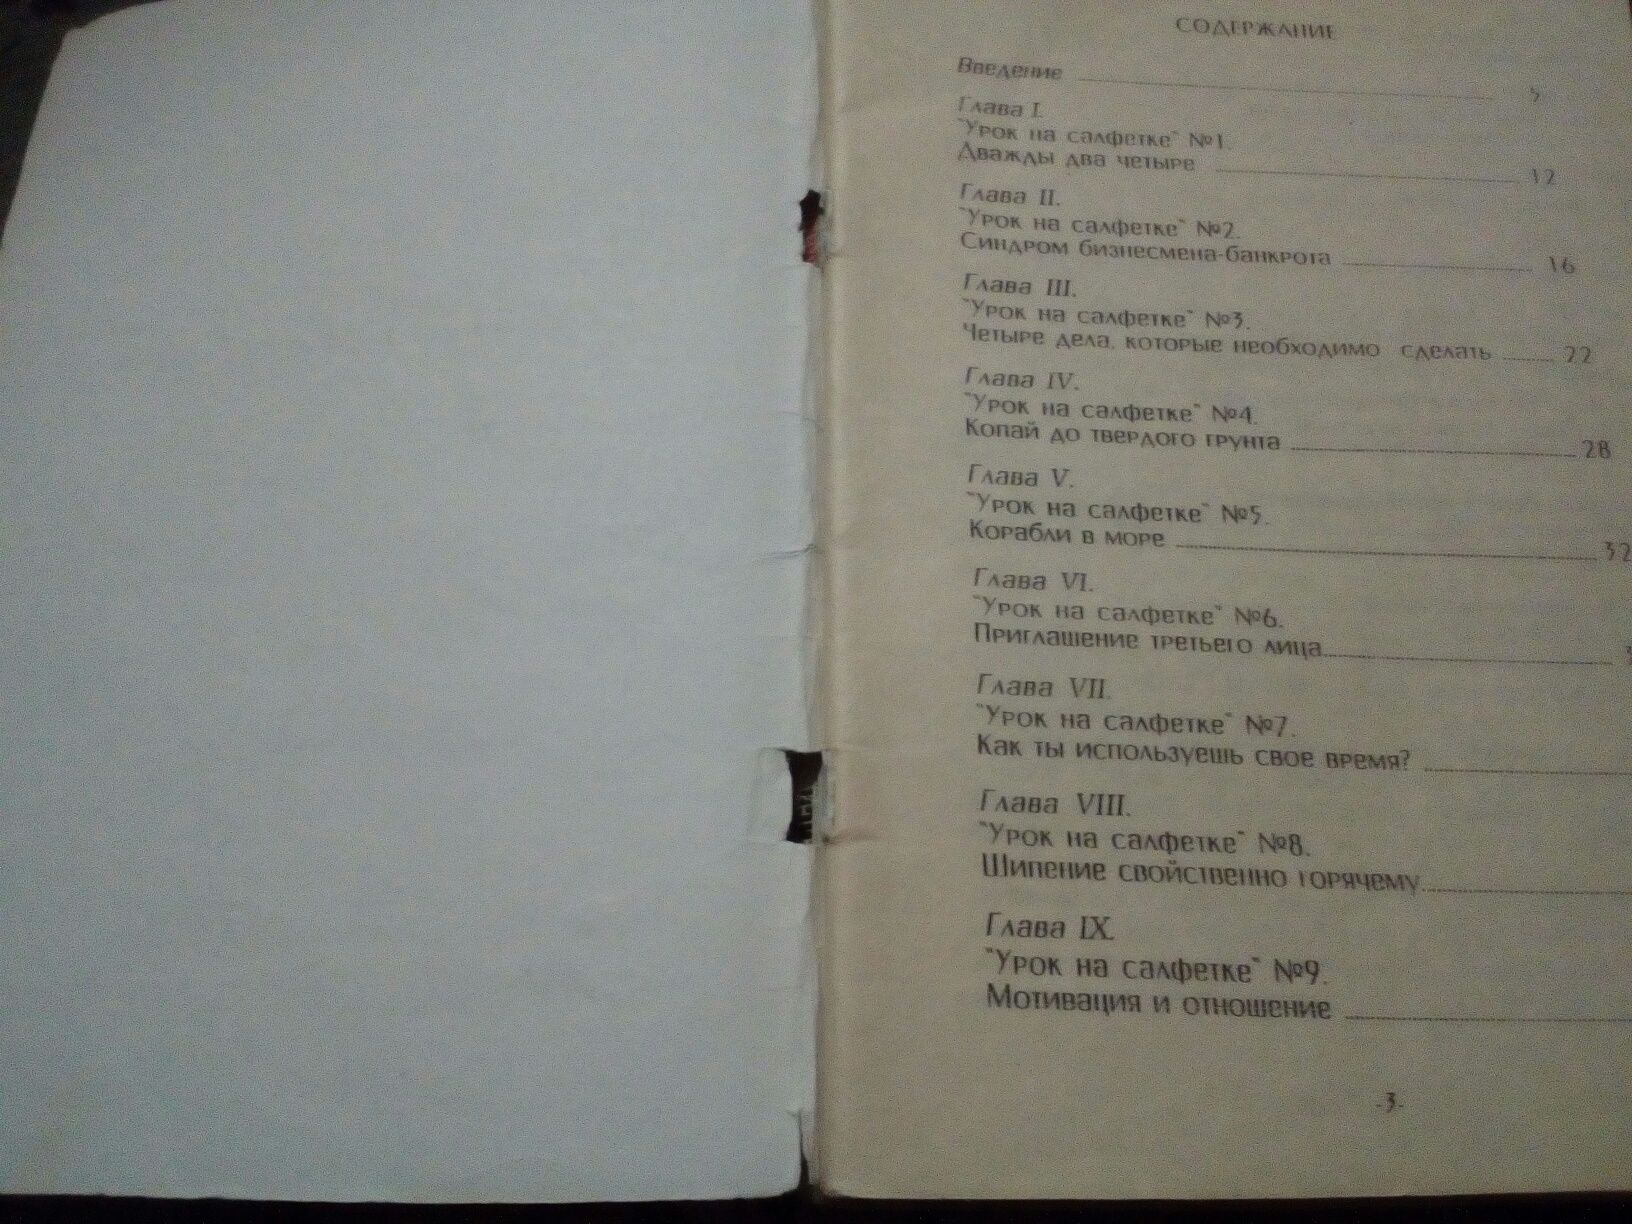 СОДЕРЖАНИЕ
Введение 5
Глава I.
"Урок на салфетке" №1.
Дважды два четыре 12
Глава II.
"Урок на салфетке" №2.
Синдром бизнесмена-банкрота 16
Глава III.
"Урок на салфетке" №3.
Четыре дела, которые необходимо сделать 22
Глава IV.
"Урок на салфетке" №4.
Копай до твердого грунта 28
Глава V.
"Урок на салфетке" №5.
Корабли в море 32
Глава VI.
"Урок на салфетке" №6.
Приглашение третьего лица
Глава VII.
"Урок на салфетке" №7.
Как ты используешь свое время?
Глава VIII.
"Урок на салфетке" №8.
Шипение свойственно горячему
Глава IX.
"Урок на салфетке" №9.
Мотивация и отношение
-3-